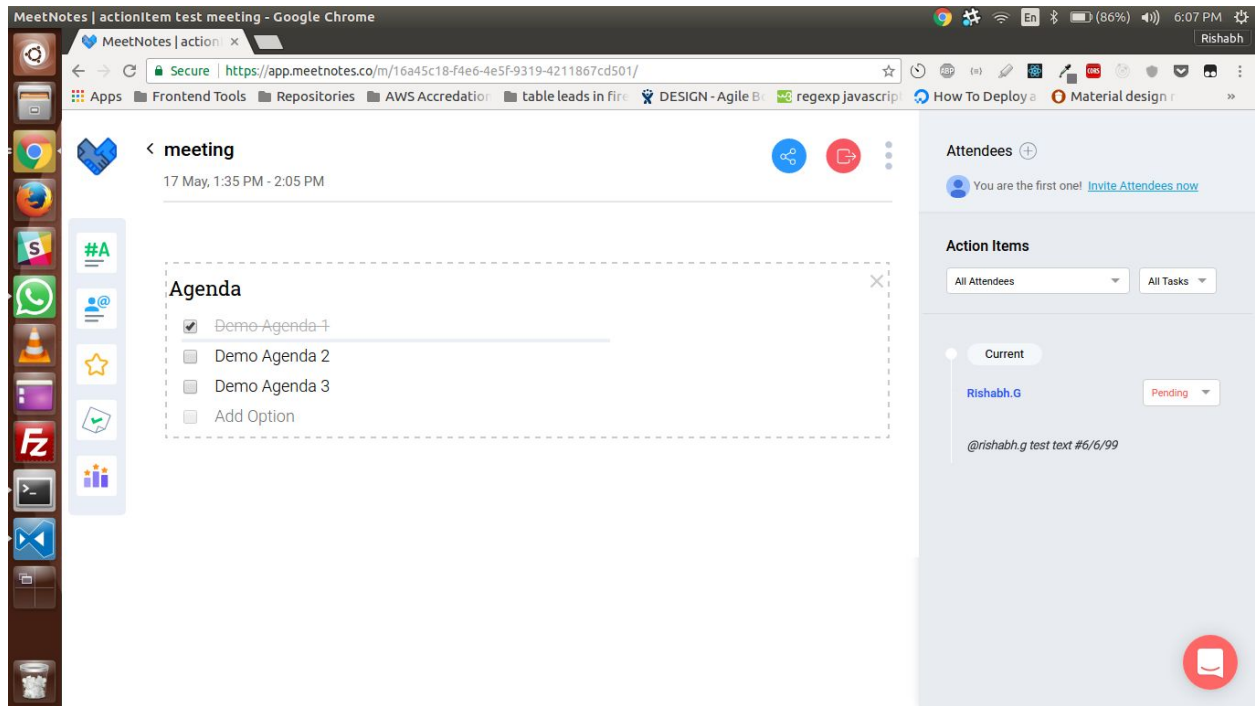 MeetNotes | actionItem test meeting - Google Chrome
En (86%) 6:07 PM
MeetNotes | action
Rishabh
Secure https://app.meetnotes.co/m/16a45c18-f4e6-4e5f-9319-4211867cd501/
ABP CORS
Apps Frontend Tools Repositories AWS Accredation table leads in fire DESIGN - Agile Bo regexp javascript How To Deploy a Material design r »
meeting
17 May, 1:35 PM - 2:05 PM
#A
Agenda
Demo Agenda 1
Demo Agenda 2
Demo Agenda 3
Add Option
Attendees
You are the first one! Invite Attendees now
Action Items
All Attendees All Tasks
Current
Rishabh.G Pending
@rishabh.g test text #6/6/99